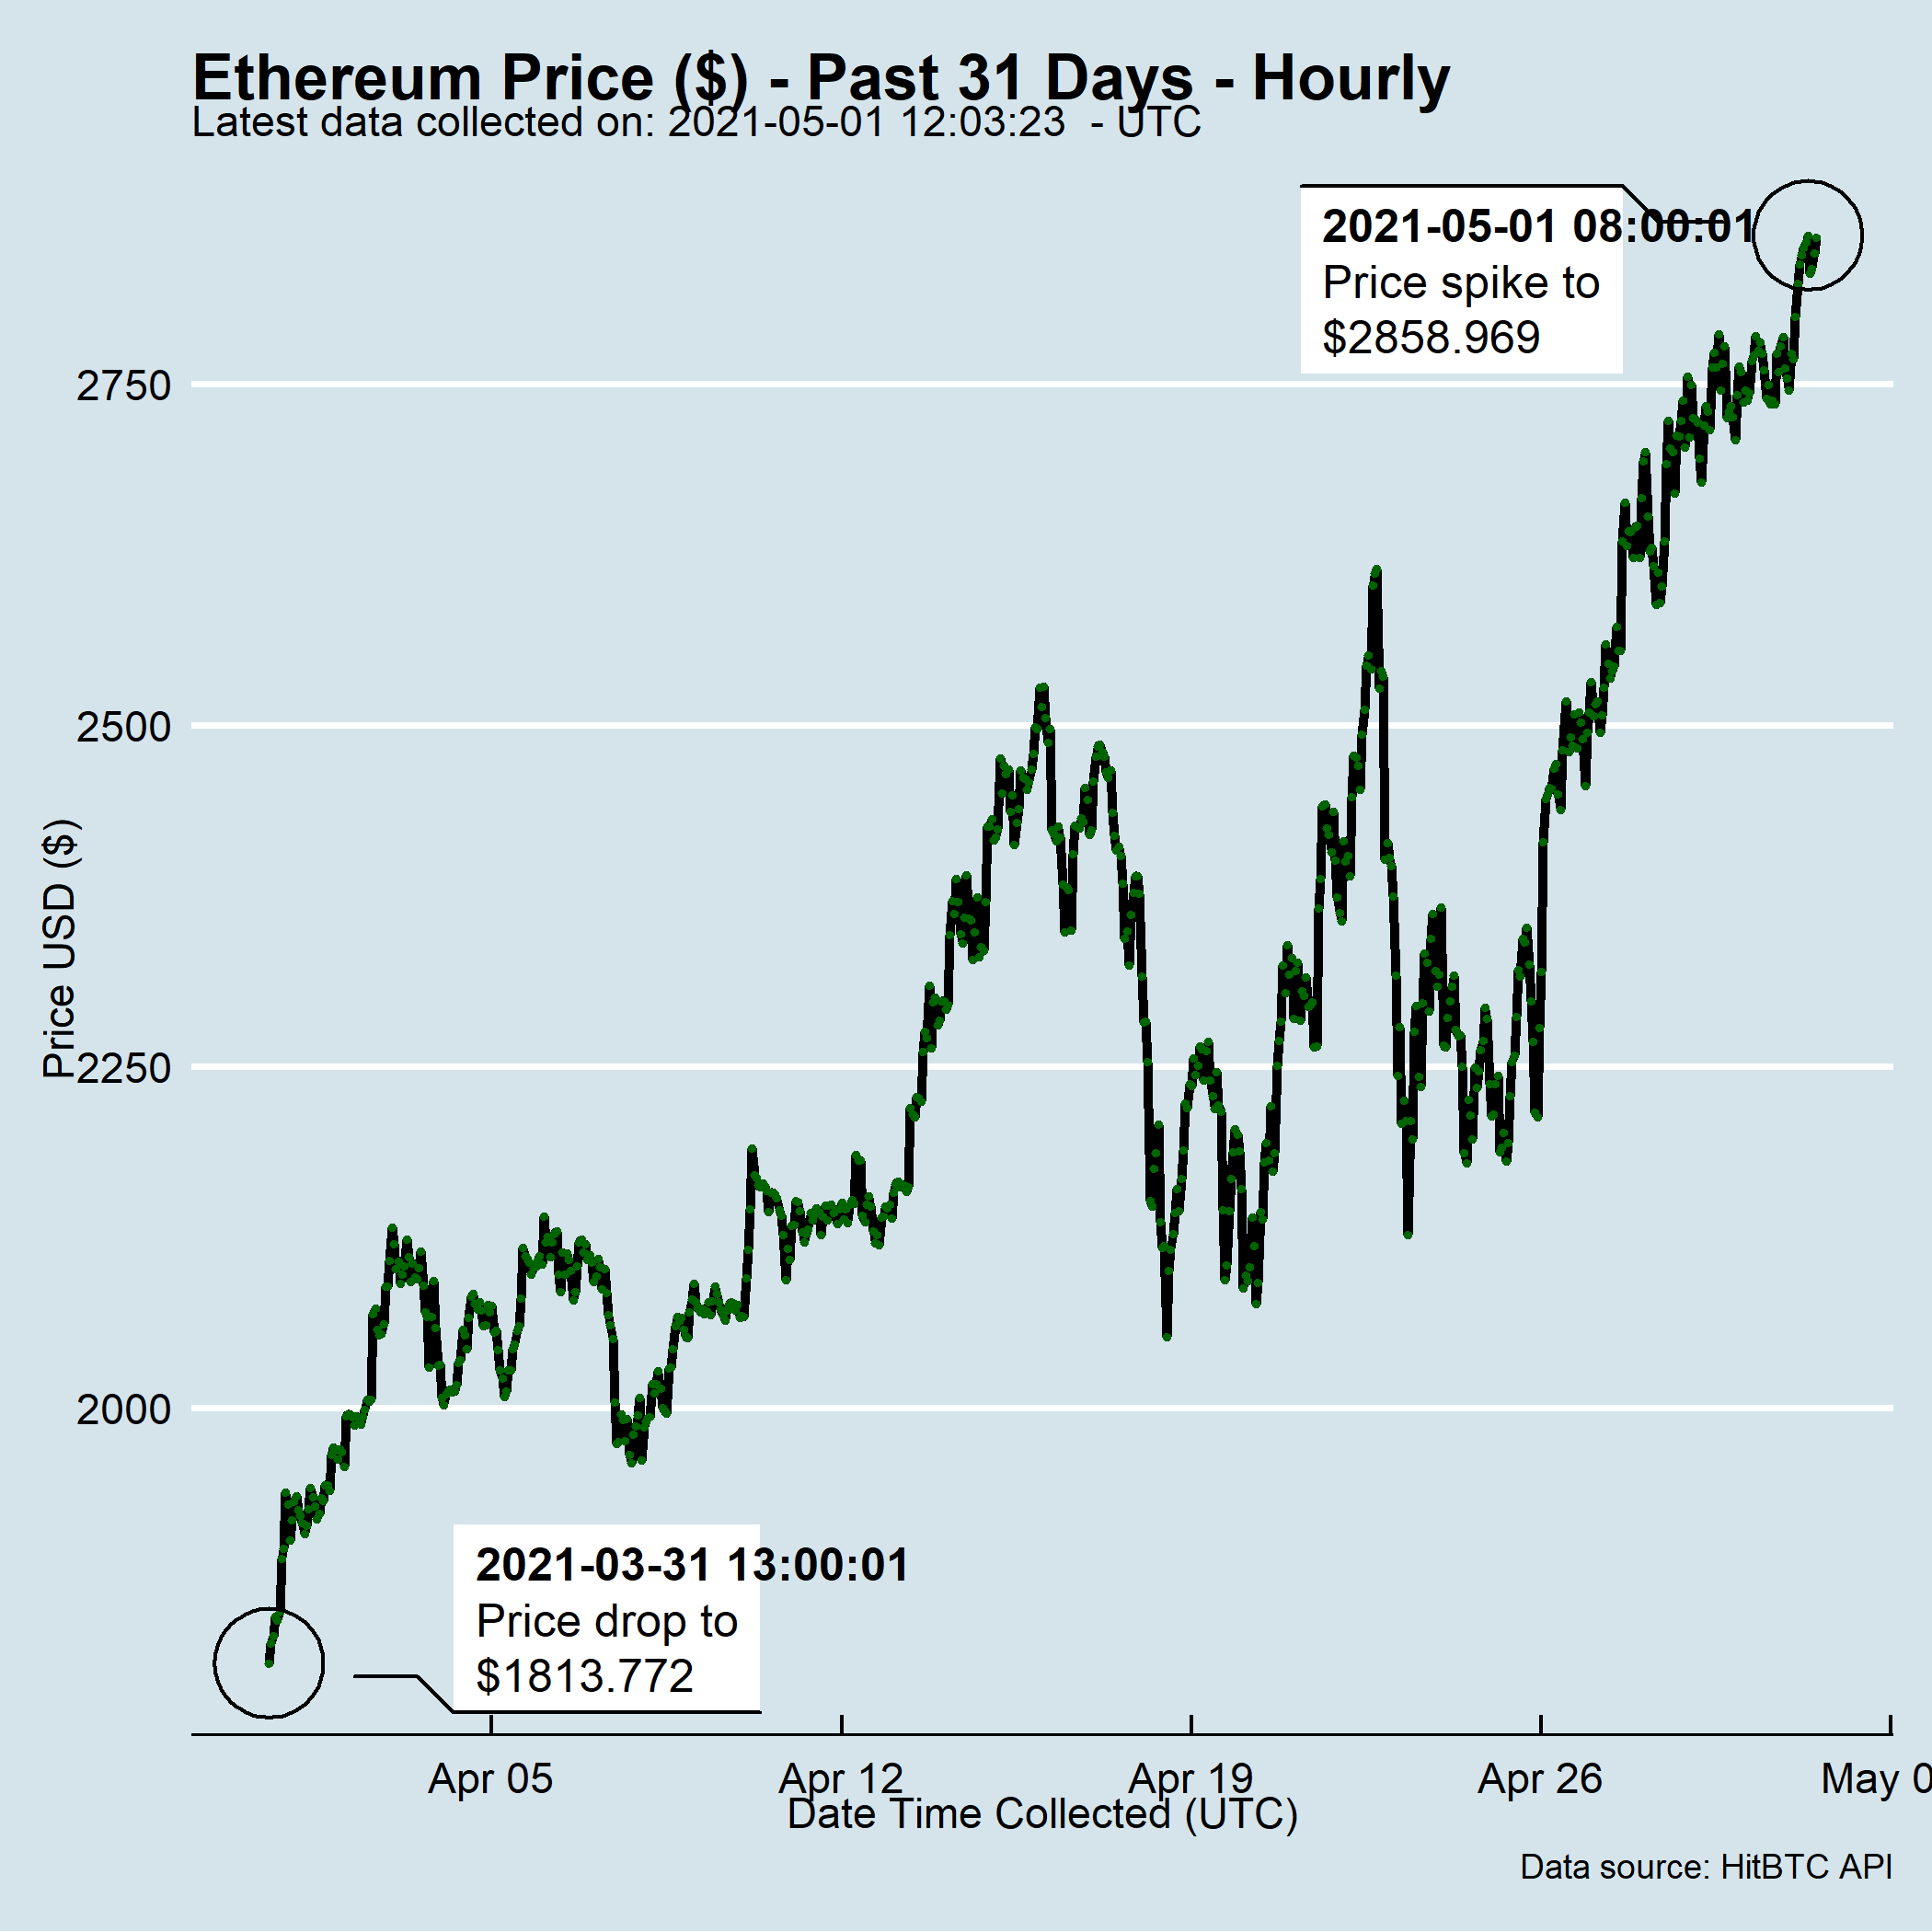 Ethereum Price ($) - Past 31 Days - Hourly
Latest data collected on: 2021-05-01 12:03:23  - UTC
2021-05-01 08:00:01
Price spike to
$2858.969
2750
2500
2250
2000
Price USD ($)
2021-03-31 13:00:01
Price drop to
$1813.772
Apr 05
Apr 12
Apr 19
Apr 26
May 0
Date Time Collected (UTC)
Data source: HitBTC API